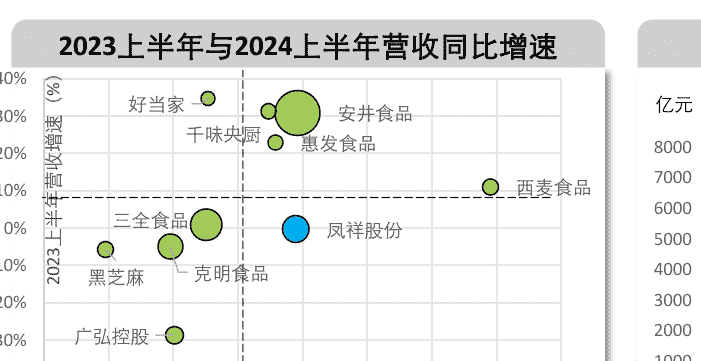 2023上半年与2024上半年营收同比增速
40%
30%
20%
10%
0%
10%
20%
30%
2023上半年营收增速（%）
好当家
安井食品
千味央厨
惠发食品
西麦食品
三全食品
凤祥股份
黑芝麻
克明食品
广弘控股
亿元
8000
7000
6000
5000
4000
3000
2000
1000